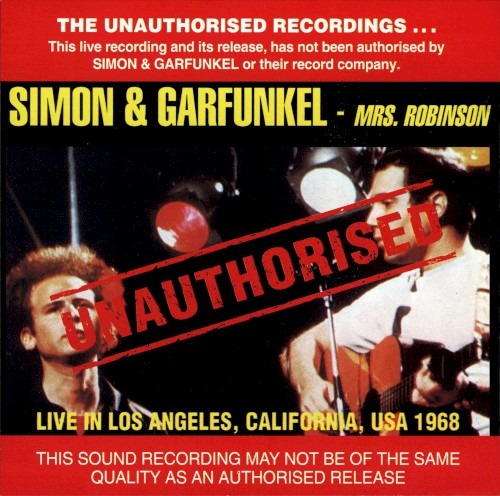 THE UNAUTHORISED RECORDINGS ...
This live recording and its release, has not been authorised by
SIMON & GARFUNKEL or their record company.
SIMON & GARFUNKEL - MRS. ROBINSON
UNAUTHORISED
LIVE IN LOS ANGELES, CALIFORNIA, USA 1968
THIS SOUND RECORDING MAY NOT BE OF THE SAME
QUALITY AS AN AUTHORISED RELEASE